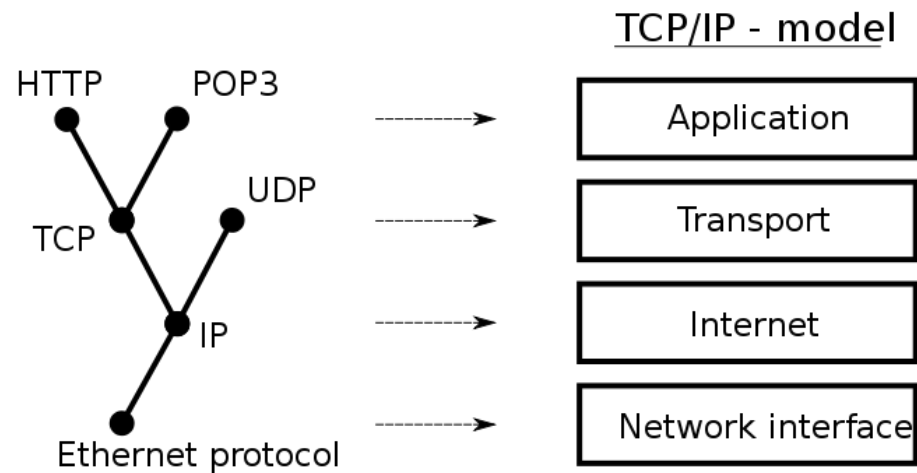 TCP/IP - model
HTTP
POP3
Application
UDP
TCP
Transport
IP
Internet
Ethernet protocol
Network interface